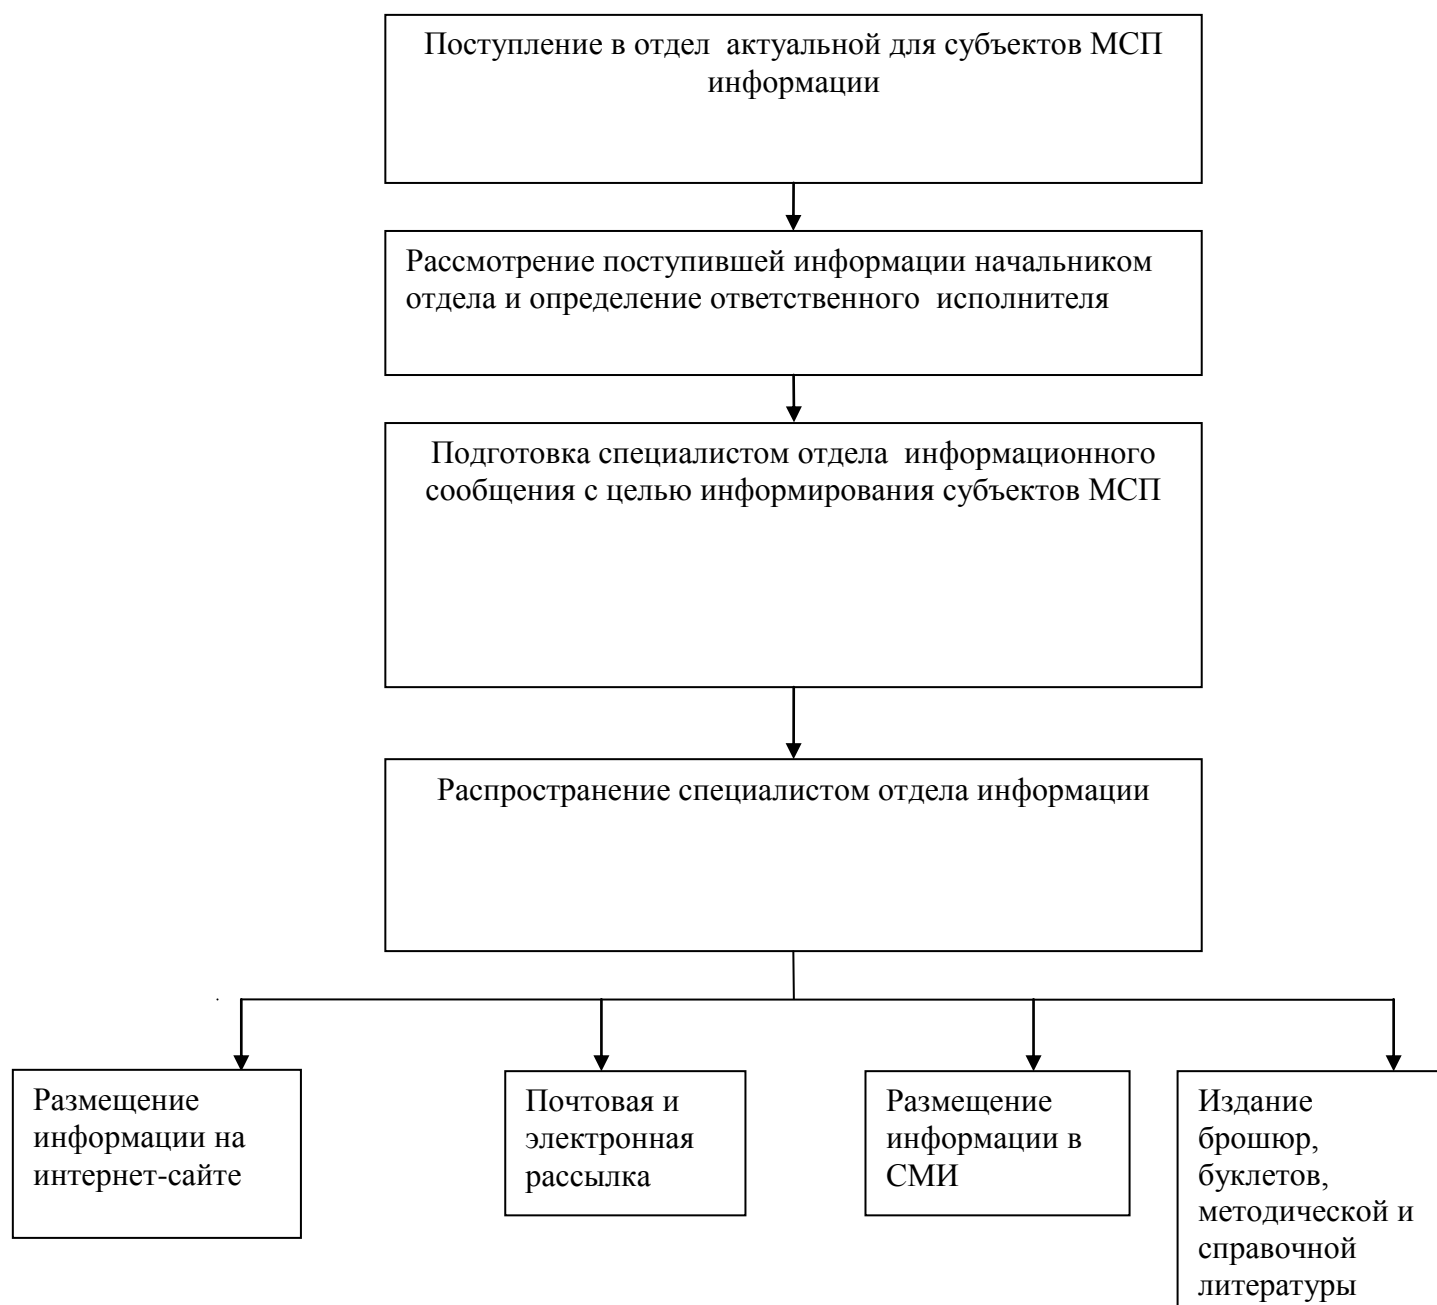 Поступление в отдел  актуальной для субъектов МСП
информации
Рассмотрение поступившей информации начальником
отдела и определение ответственного  исполнителя
Подготовка специалистом отдела  информационного
сообщения с целью информирования субъектов МСП
Распространение специалистом отдела информации
Размещение
информации на
интернет-сайте
Почтовая и
электронная
рассылка
Размещение
информации в
СМИ
Издание
брошюр,
буклетов,
методической и
справочной
литературы